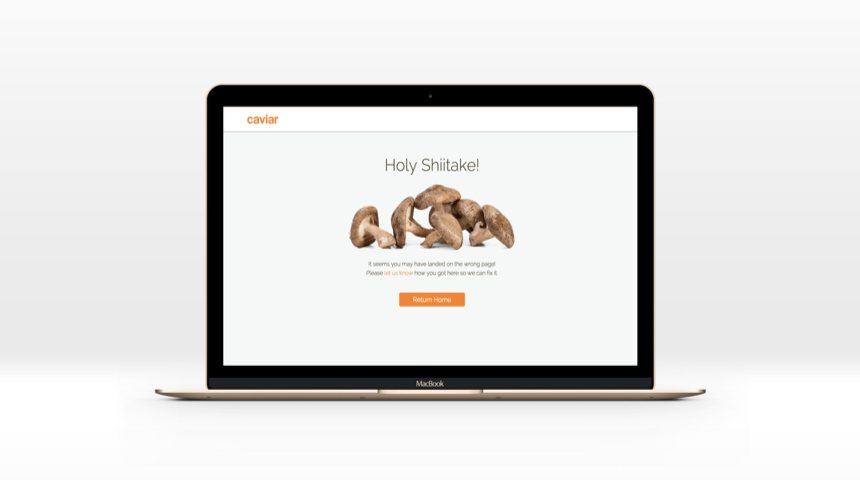 caviar
Holy Shiitake!
It seems you may have landed on the wrong page!
Please let us know how you got here so we can fix it.
Return Home
MacBook